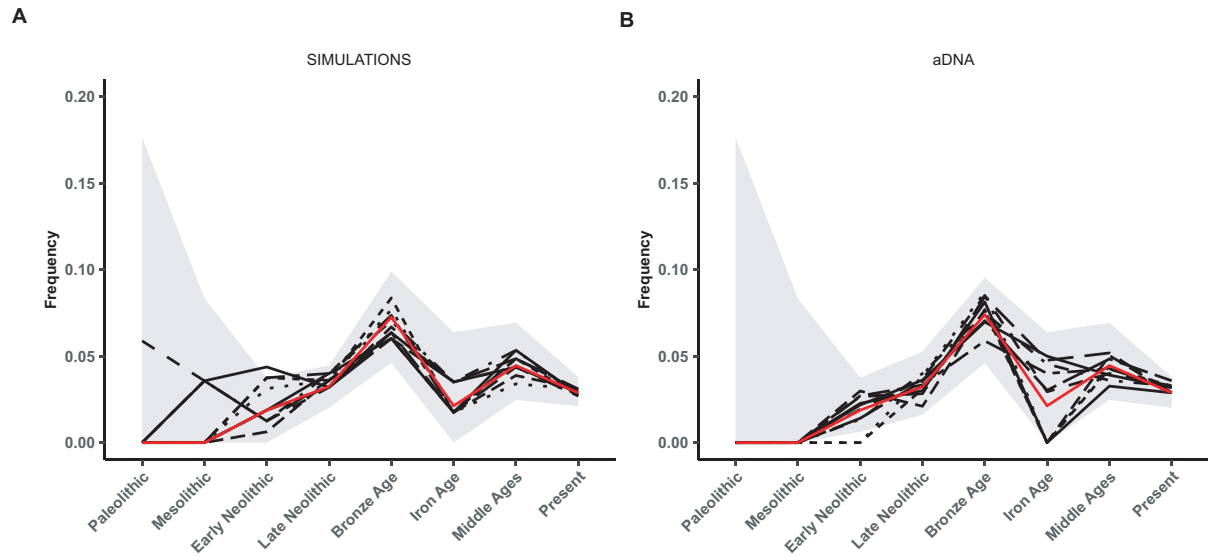 A
SIMULATIONS
Frequency
0.20
0.15
0.10
0.05
0.00
Paleolithic
Mesolithic
Early Neolithic
Late Neolithic
Bronze Age
Iron Age
Middle Ages
Present
B
aDNA
Frequency
0.20
0.15
0.10
0.05
0.00
Paleolithic
Mesolithic
Early Neolithic
Late Neolithic
Bronze Age
Iron Age
Middle Ages
Present